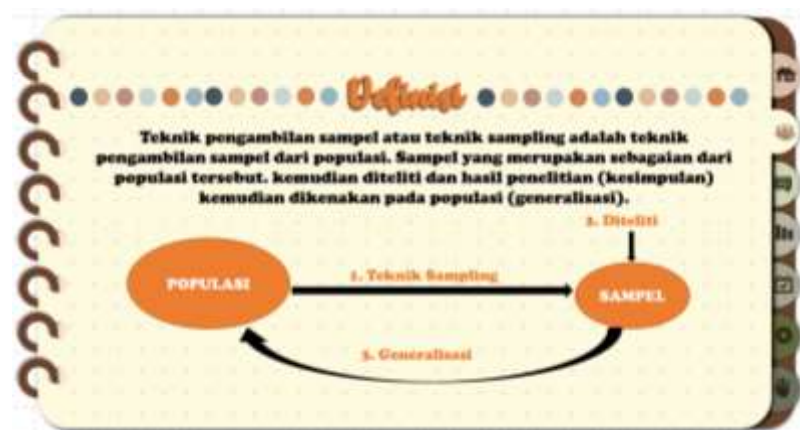 Definisi
Teknik pengambilan sampel atau teknik sampling adalah teknik
pengambilan sampel dari populasi. Sampel yang merupakan sebagaian dari
populasi tersebut. kemudian diteliti dan hasil penelitian (kesimpulan)
kemudian dikenakan pada populasi (generalisasi).
2. Diteliti
POPULASI
1. Teknik Sampling
SAMPEL
3. Generalisasi